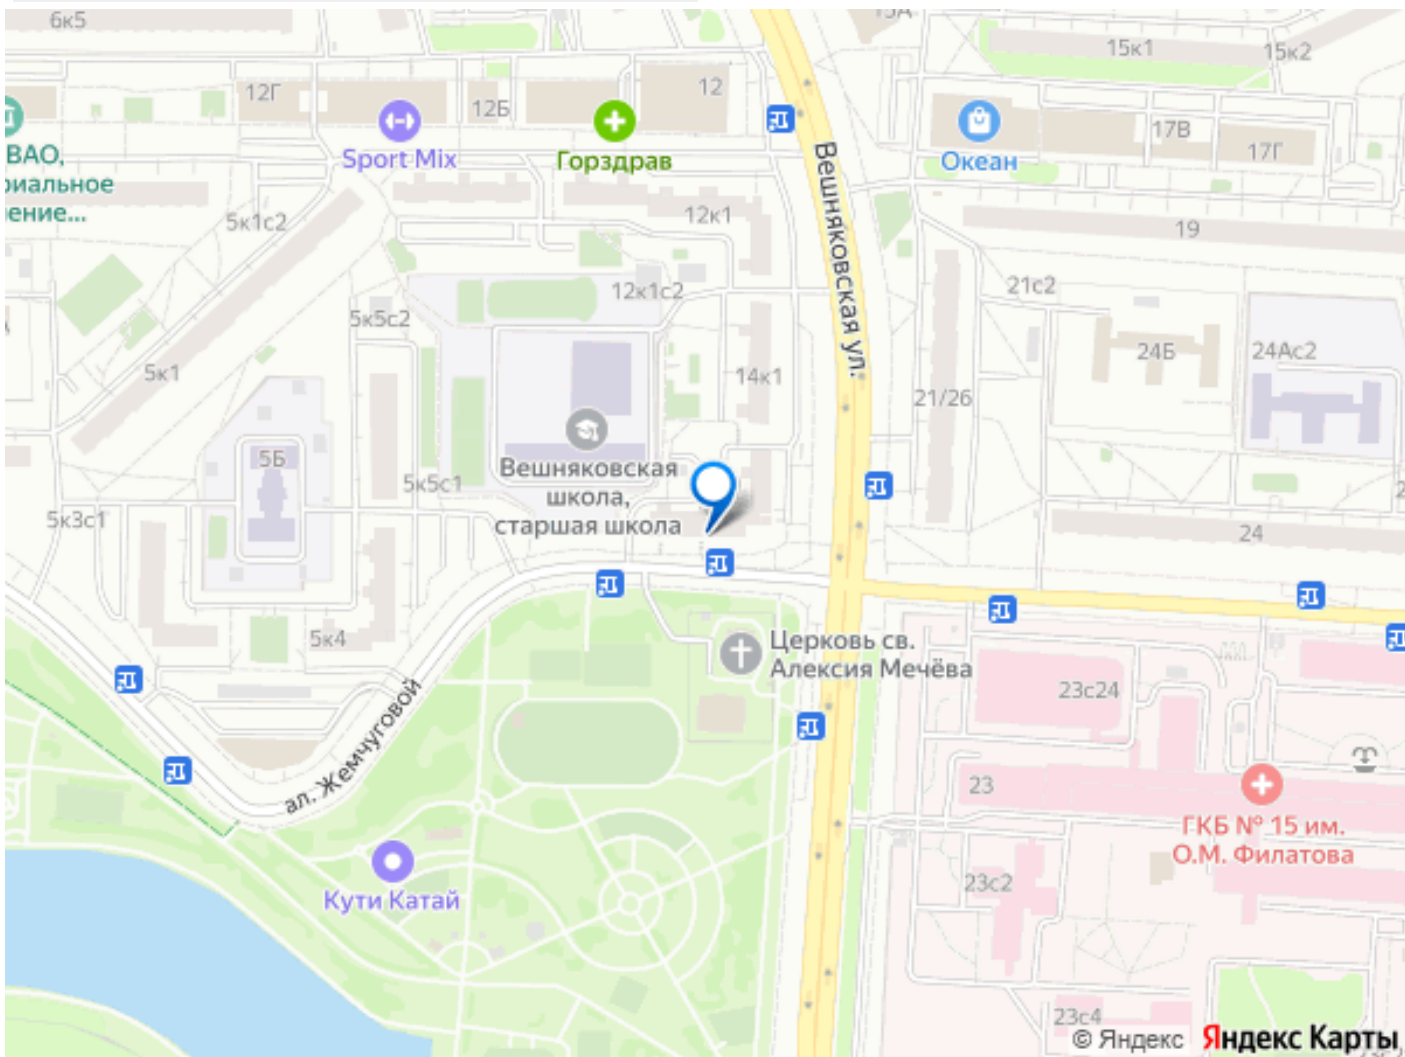 6к5
15к1
15к2
12Г
12Б
12
17В
17Г
Sport Mix
Горздрав
Океан
ВАО,
риальное
ение...
5к1с2
12к1
19
Вешняковская ул.
12к1с2
21с2
5к5с2
24Б
24Ас2
5к1
14к1
21/26
5Б
Вешняковская
школа,
старшая школа
5к5с1
5к3с1
24
5к4
Церковь св.
Алексия Мечёва
23с24
ал. Жемчуговой
23
ГКБ № 15 им.
О.М. Филатова
Кути Катай
23с2
23с4
© Яндекс
Яндекс Карты